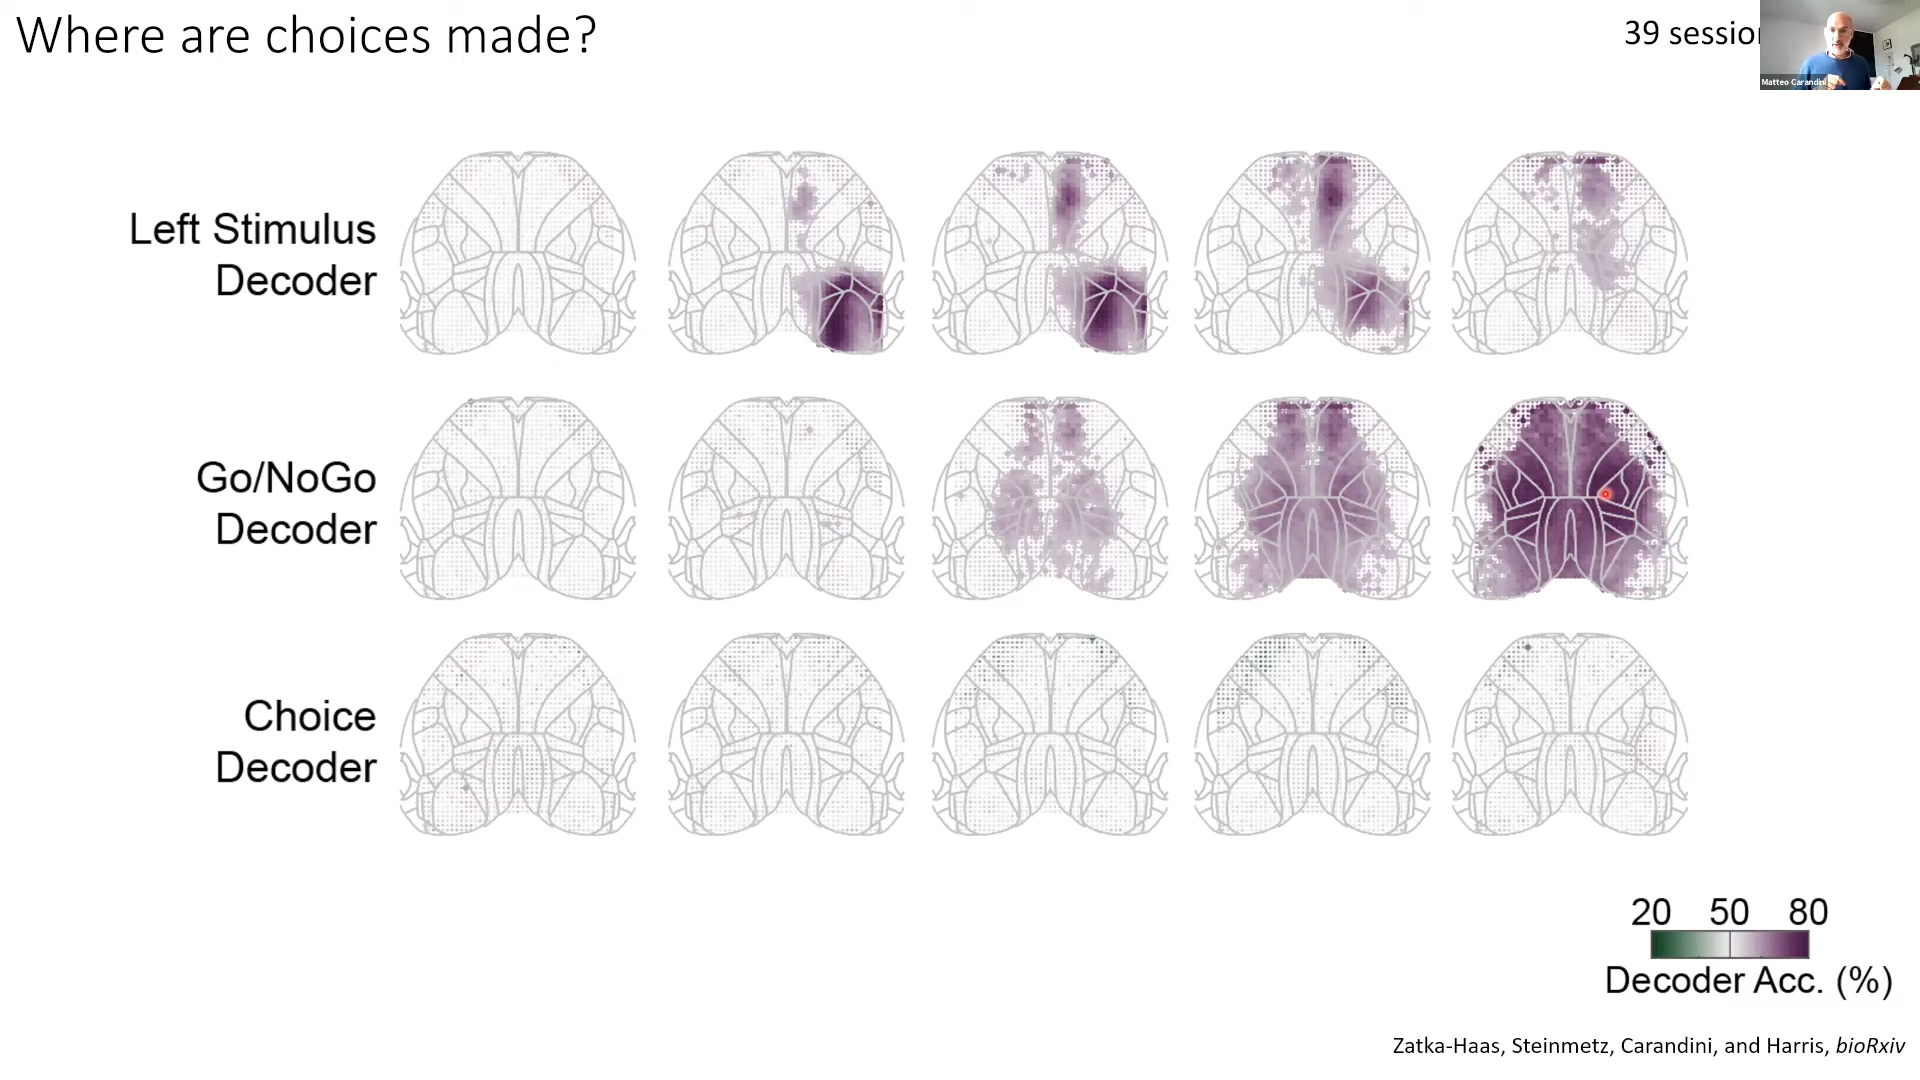 Where are choices made?
39 session
Matteo Carandini
Left Stimulus
Decoder
Go/NoGo
Decoder
Choice
Decoder
20 50 80
Decoder Acc. (%)
Zatka-Haas, Steinmetz, Carandini, and Harris, bioRxiv